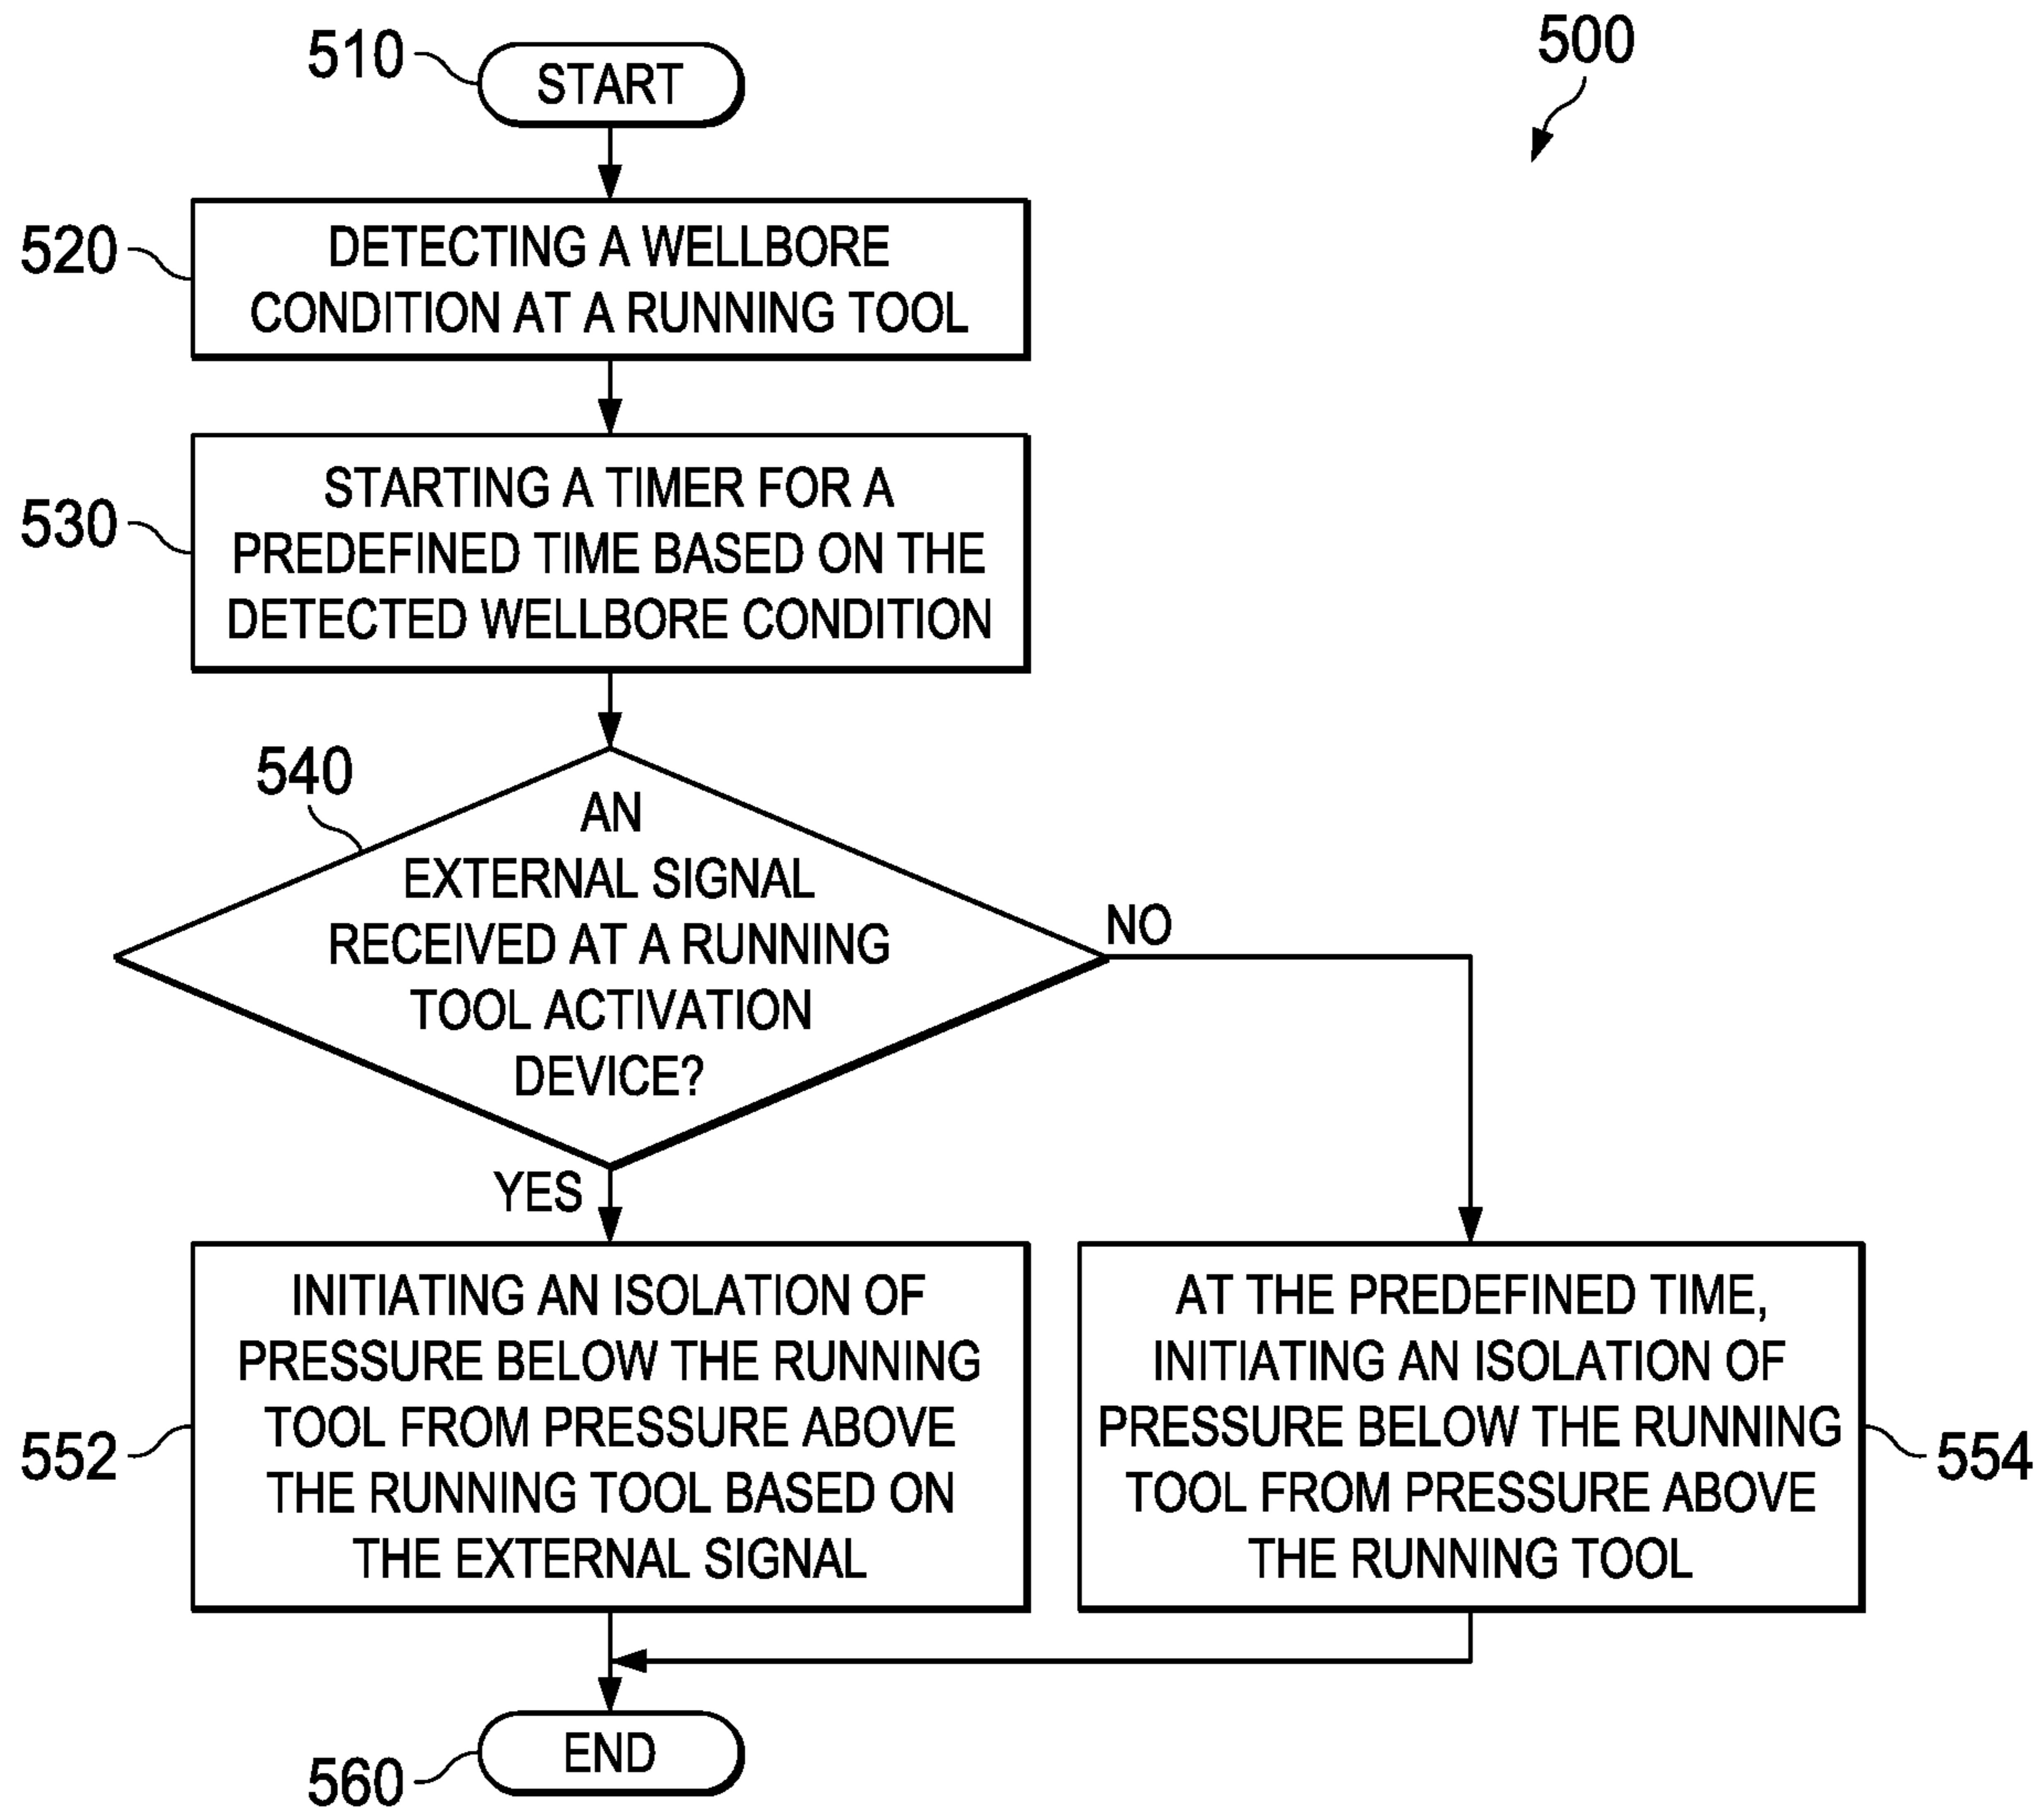 500
510
START
520
DETECTING A WELLBORE
CONDITION AT A RUNNING TOOL
530
STARTING A TIMER FOR A
PREDEFINED TIME BASED ON THE
DETECTED WELLBORE CONDITION
540
AN
EXTERNAL SIGNAL
RECEIVED AT A RUNNING
TOOL ACTIVATION
DEVICE?
NO
YES
552
INITIATING AN ISOLATION OF
PRESSURE BELOW THE RUNNING
TOOL FROM PRESSURE ABOVE
THE RUNNING TOOL BASED ON
THE EXTERNAL SIGNAL
AT THE PREDEFINED TIME,
INITIATING AN ISOLATION OF
PRESSURE BELOW THE RUNNING
TOOL FROM PRESSURE ABOVE
THE RUNNING TOOL
554
END
560